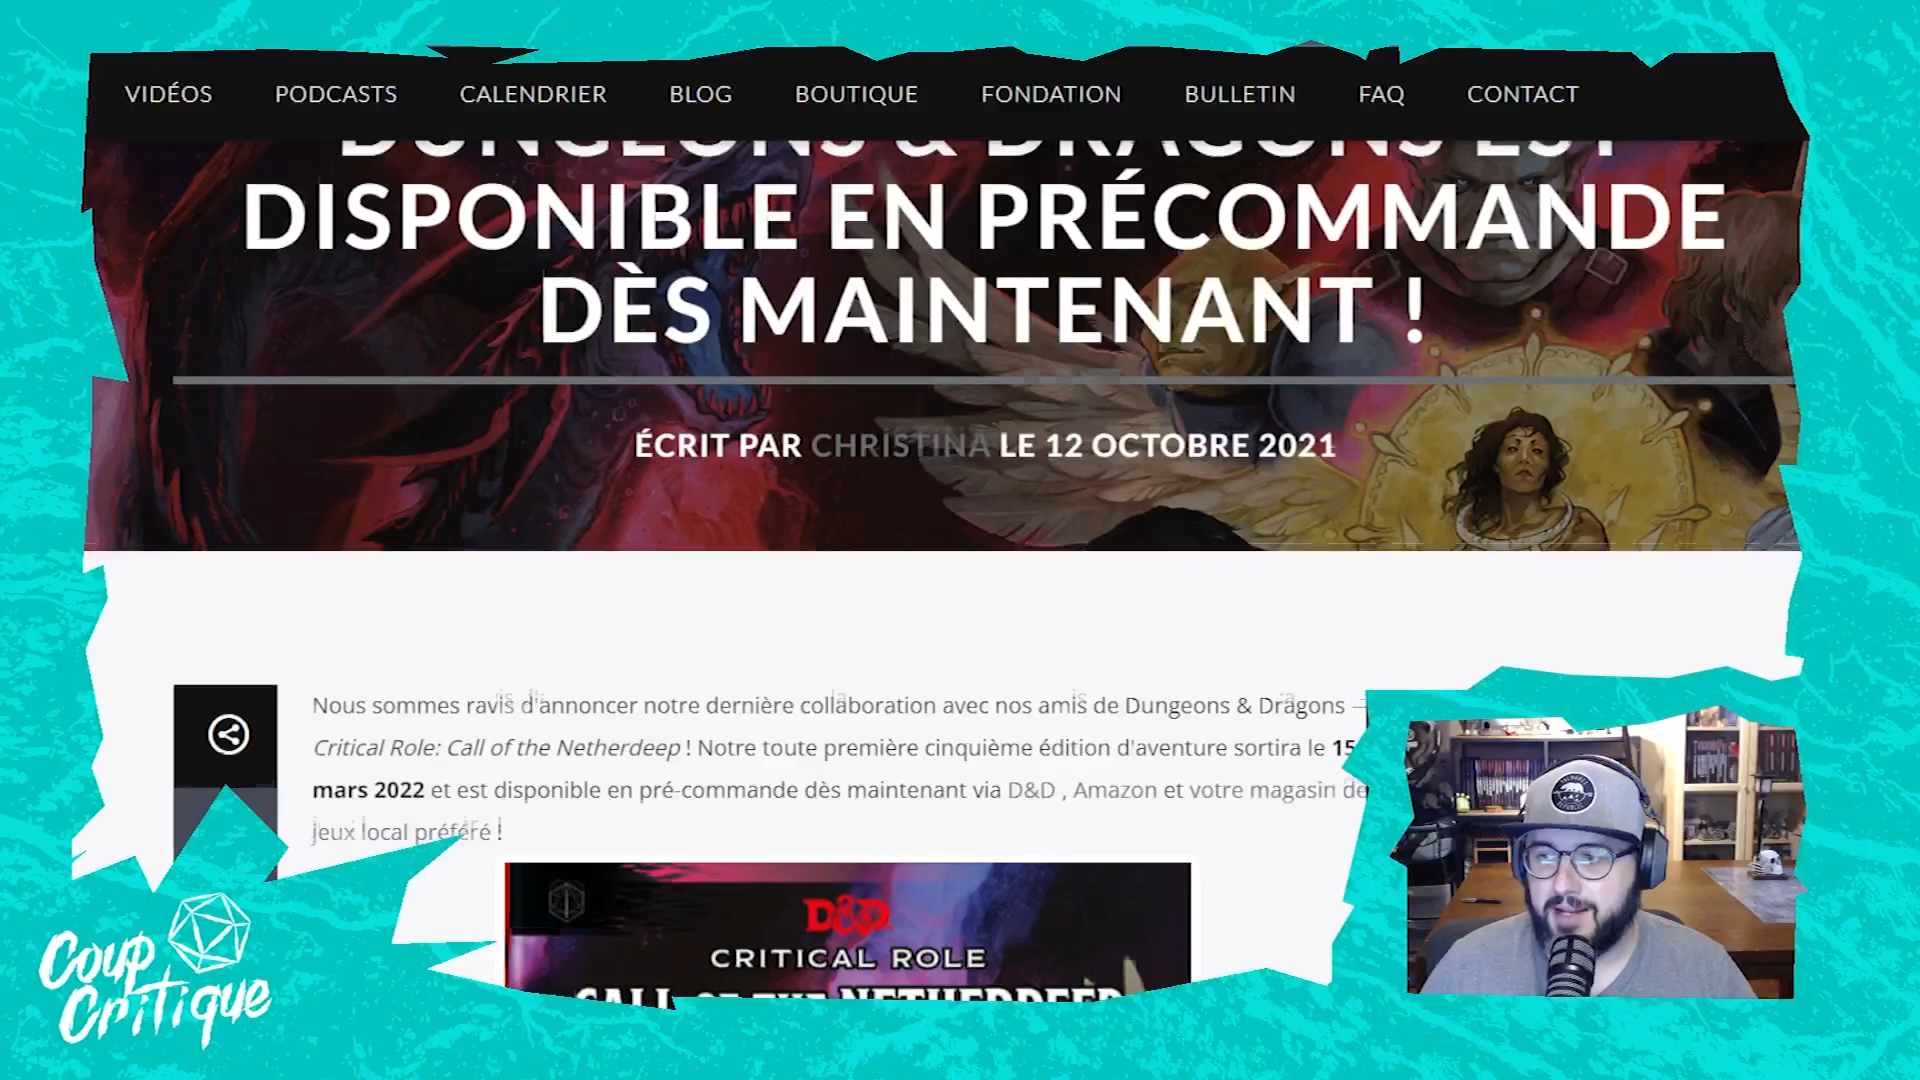 VIDÉOS PODCASTS CALENDRIER BLOG BOUTIQUE FONDATION BULLETIN FAQ CONTACT
DUNGEONS & DRAGONS EST
DISPONIBLE EN PRÉCOMMANDE
DÈS MAINTENANT !
ÉCRIT PAR CHRISTINA LE 12 OCTOBRE 2021
Nous sommes ravis d'annoncer notre dernière collaboration avec nos amis de Dungeons & Dragons —
Critical Role: Call of the Netherdeep ! Notre toute première cinquième édition d'aventure sortira le 15
mars 2022 et est disponible en pré-commande dès maintenant via D&D , Amazon et votre magasin de
jeux local préféré !
D&D
CRITICAL ROLE
CALL OF THE NETHERDEEP
Coup
Critique